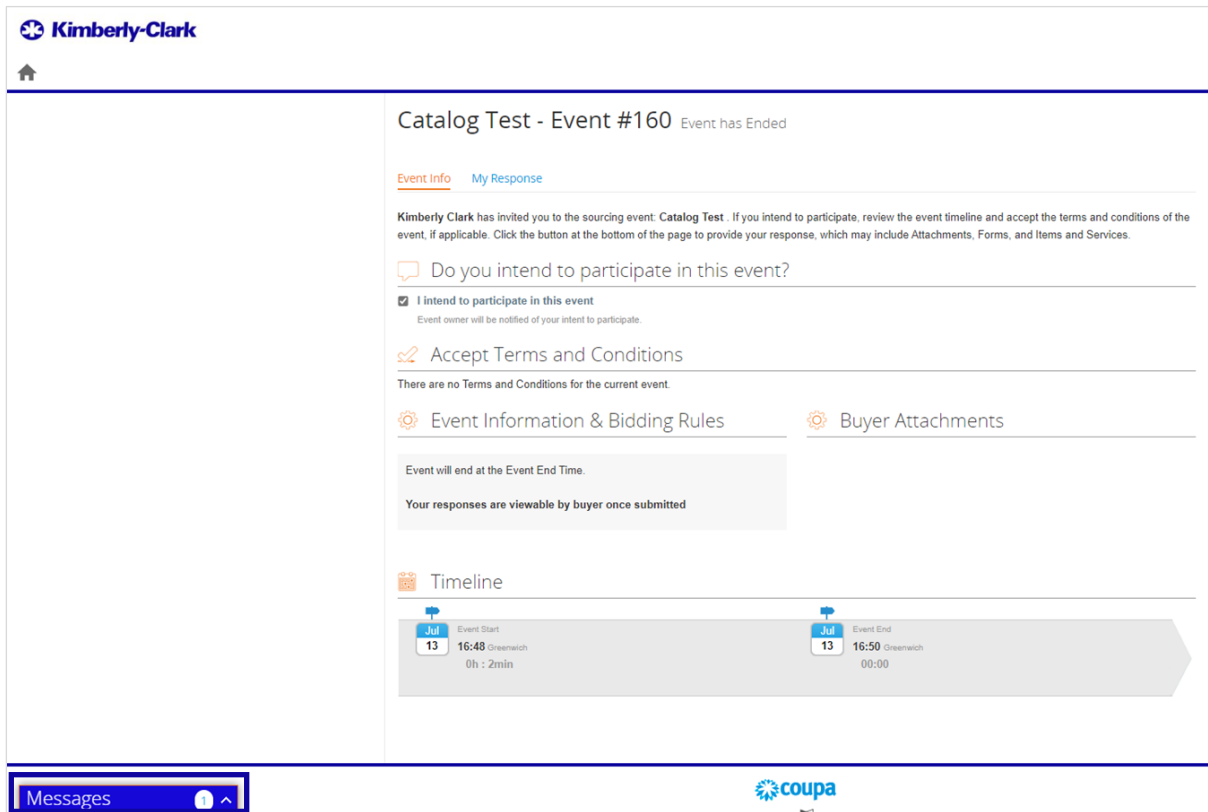 Kimberly-Clark
Catalog Test - Event #160 Event has Ended
Event Info My Response
Kimberly Clark has invited you to the sourcing event: Catalog Test . If you intend to participate, review the event timeline and accept the terms and conditions of the
event, if applicable. Click the button at the bottom of the page to provide your response, which may include Attachments, Forms, and Items and Services.
Do you intend to participate in this event?
I intend to participate in this event
Event owner will be notified of your intent to participate.
Accept Terms and Conditions
There are no Terms and Conditions for the current event.
Event Information & Bidding Rules
Buyer Attachments
Event will end at the Event End Time.
Your responses are viewable by buyer once submitted
Timeline
Jul
13
Event Start
16:48 Greenwich
0h : 2min
Jul
13
Event End
16:50 Greenwich
00:00
Messages 1
coupa